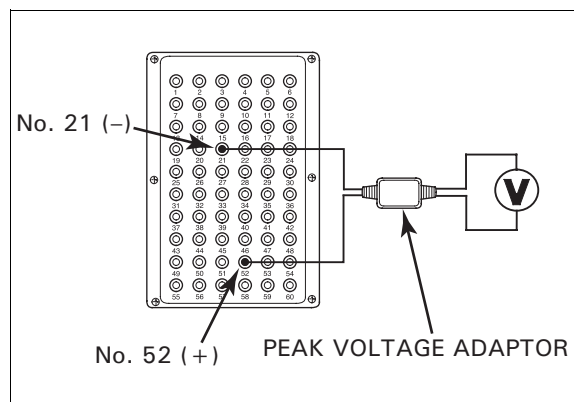 1 2 3 4 5 6
7 8 9 10 11 12
No. 21 (–)
14 15 16 17 18
19 20 21 22 23 24
25 26 27 28 29 30
V
31 32 33 34 35 36
37 38 39 40 41 42
43 44 45 46 47 48
49 50 51 52 53 54
55 56 58 59 60
No. 52 (+)
PEAK VOLTAGE ADAPTOR